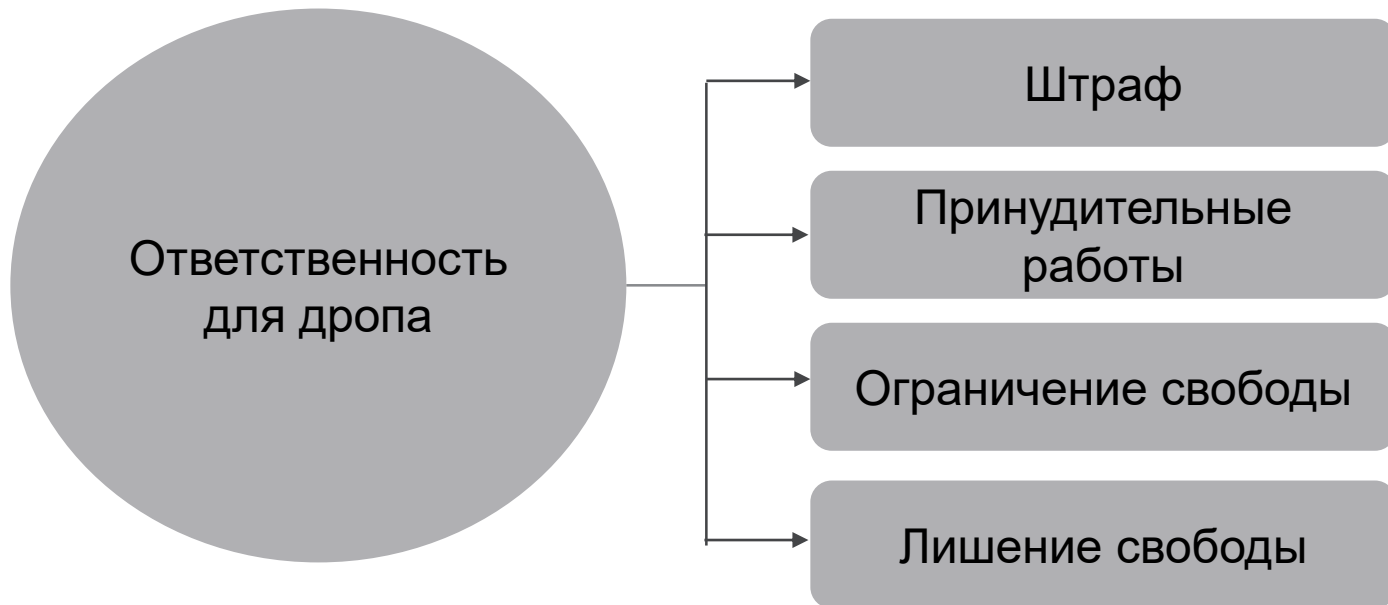 Ответственность
для дропа
Штраф
Принудительные
работы
Ограничение свободы
Лишение свободы